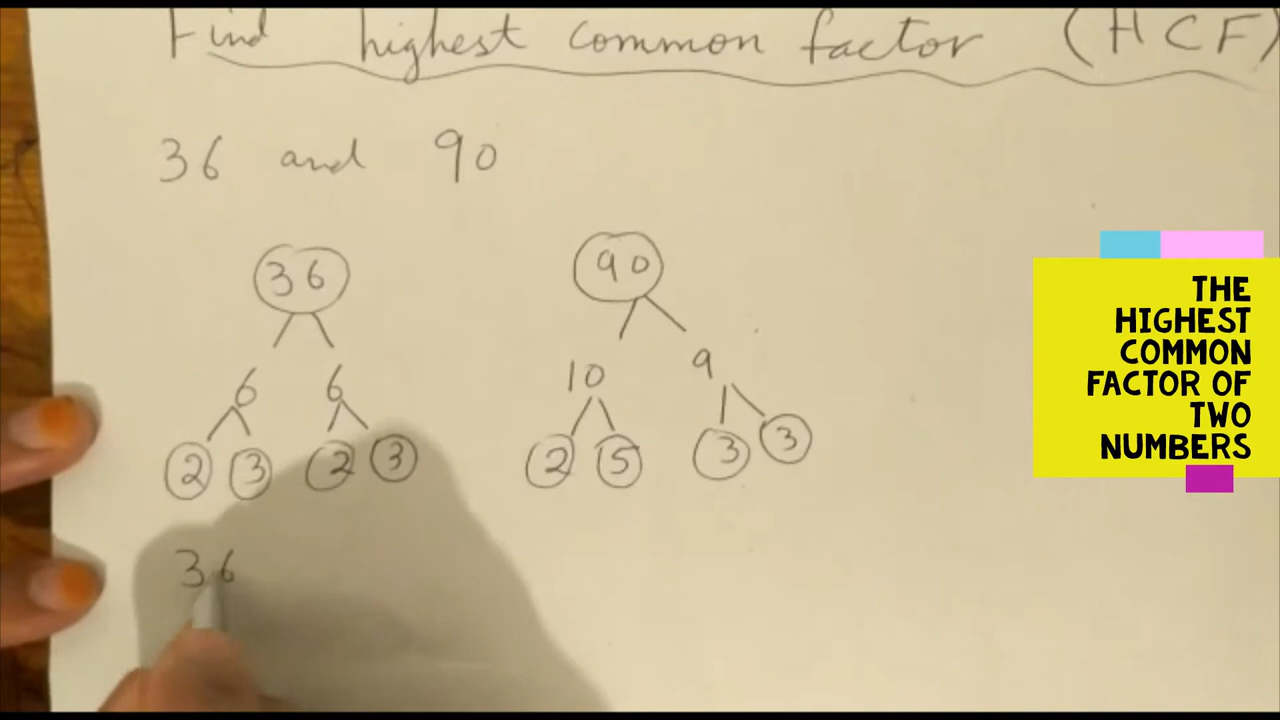 Find highest common factor (HCF)
36 and 90
36 90
6 6 10 9
2 3 2 3 2 5 3 3
36
THE
HIGHEST
COMMON
FACTOR OF
TWO
NUMBERS